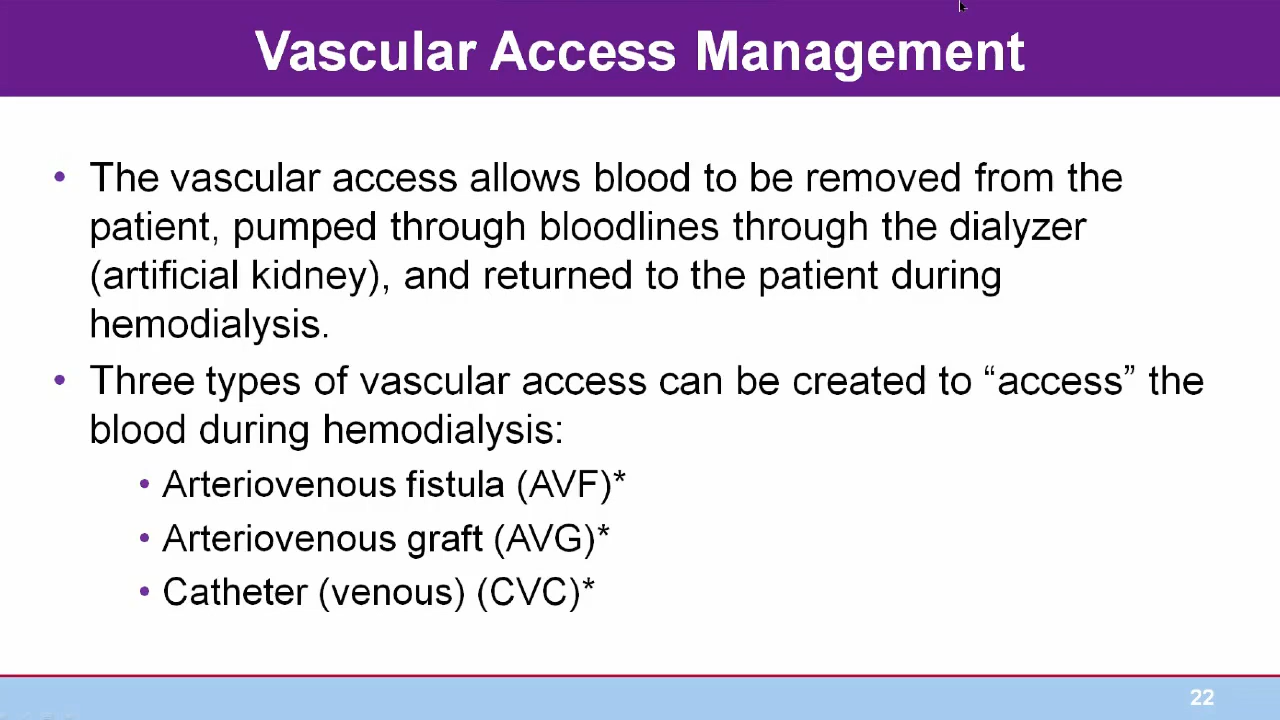 Vascular Access Management
• The vascular access allows blood to be removed from the
patient, pumped through bloodlines through the dialyzer
(artificial kidney), and returned to the patient during
hemodialysis.
• Three types of vascular access can be created to “access” the
blood during hemodialysis:
• Arteriovenous fistula (AVF)*
• Arteriovenous graft (AVG)*
• Catheter (venous) (CVC)*
22